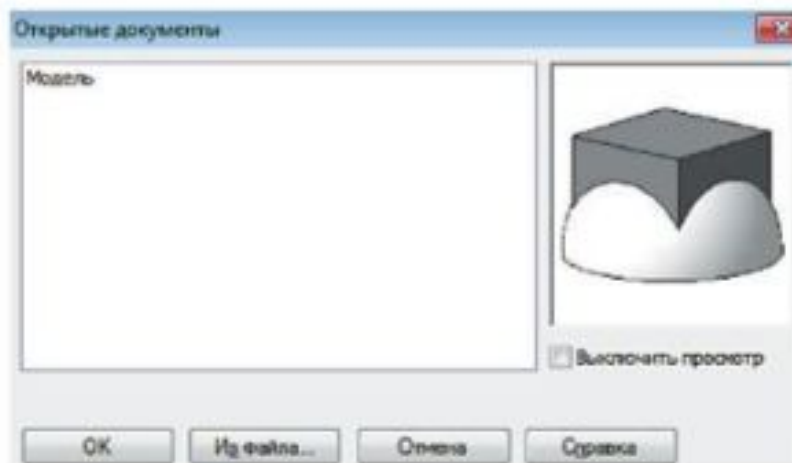 Открытые документы
Модель
Выключить просмотр
OK
Из файла...
Отмена
Справка